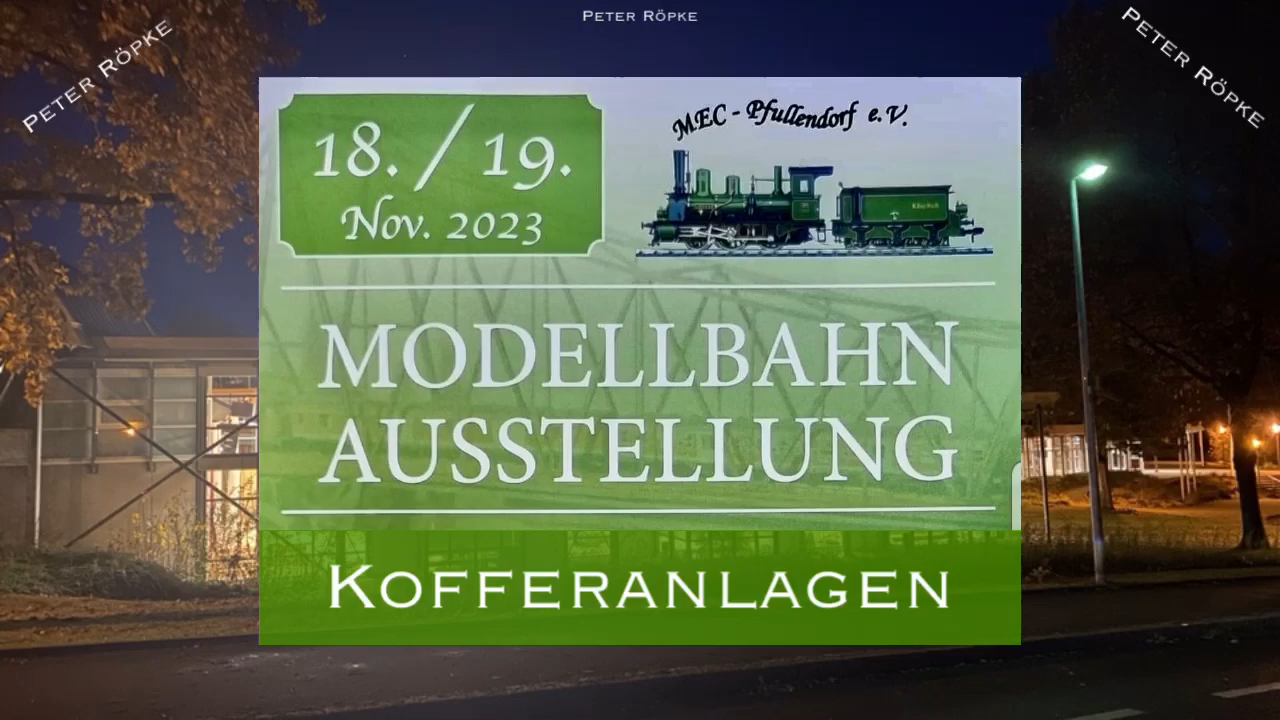 Peter Röpke
Peter Röpke
Peter Röpke
18. / 19.
Nov. 2023
MEC - Pfullendorf e.V.
MODELLBAHN
AUSSTELLUNG
Kofferanlagen